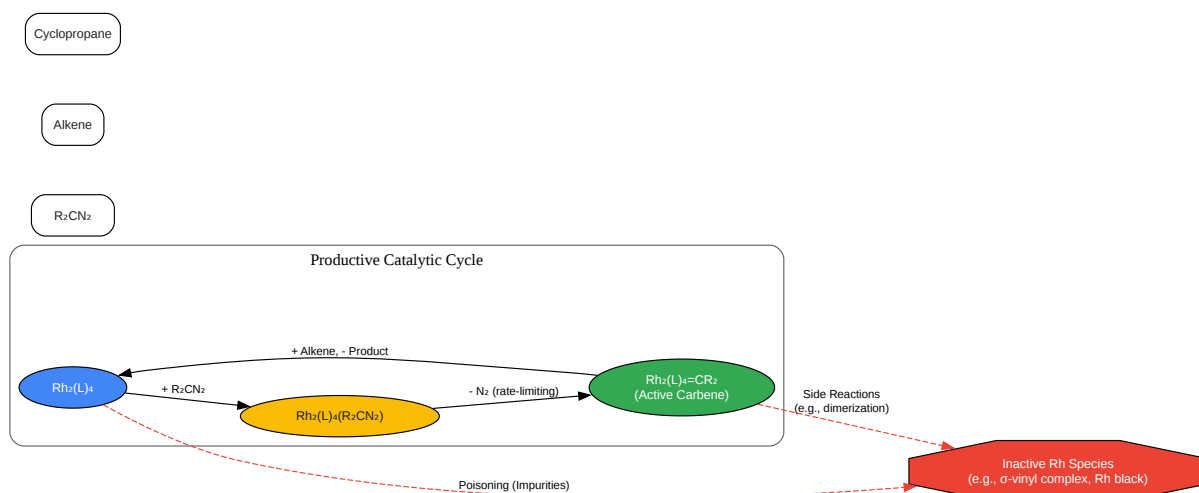 Cyclopropane
Alkene
R₂CN₂
Productive Catalytic Cycle
+ Alkene, - Product
Rh₂(L)₄
+ R₂CN₂
Rh₂(L)₄(R₂CN₂)
- N₂ (rate-limiting)
Rh₂(L)₄=CR₂
(Active Carbene)
Side Reactions
(e.g., dimerization)
Inactive Rh Species
(e.g., σ-vinyl complex, Rh black)
Poisoning (Impurities)